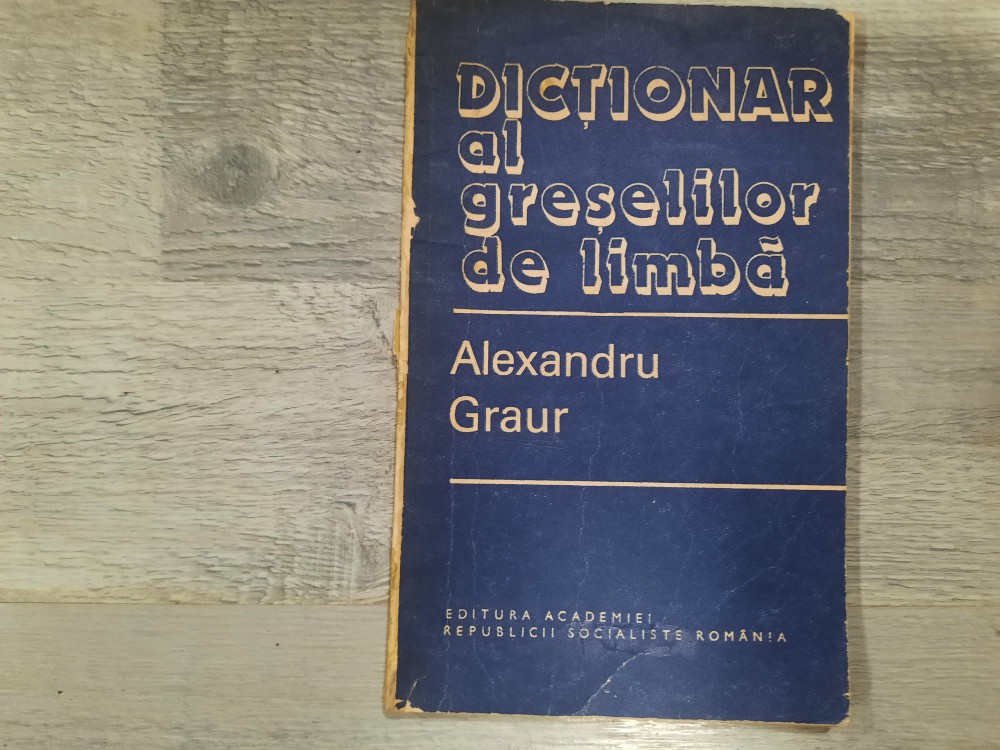 DICȚIONAR
al
greșelilor
de limbă
Alexandru
Graur
EDITURA ACADEMIEI
REPUBLICII SOCIALISTE ROMÂNIA